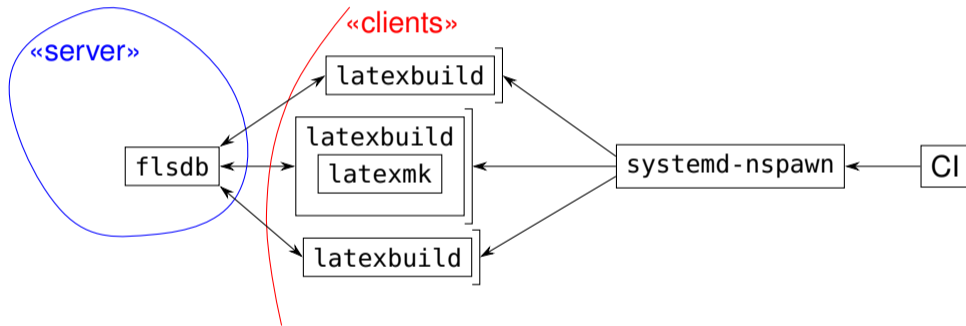 «server»
«clients»
latexbuild
latexbuild
latexmk
flsdb
systemd-nspawn
CI
latexbuild